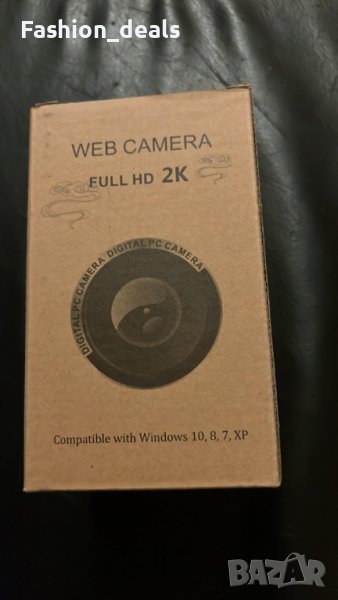 Fashion_deals
WEB CAMERA
FULL HD 2K
DIGITAL PC CAMERA DIGITAL PC CAMERA
Compatible with Windows 10, 8, 7, XP
BAZAR